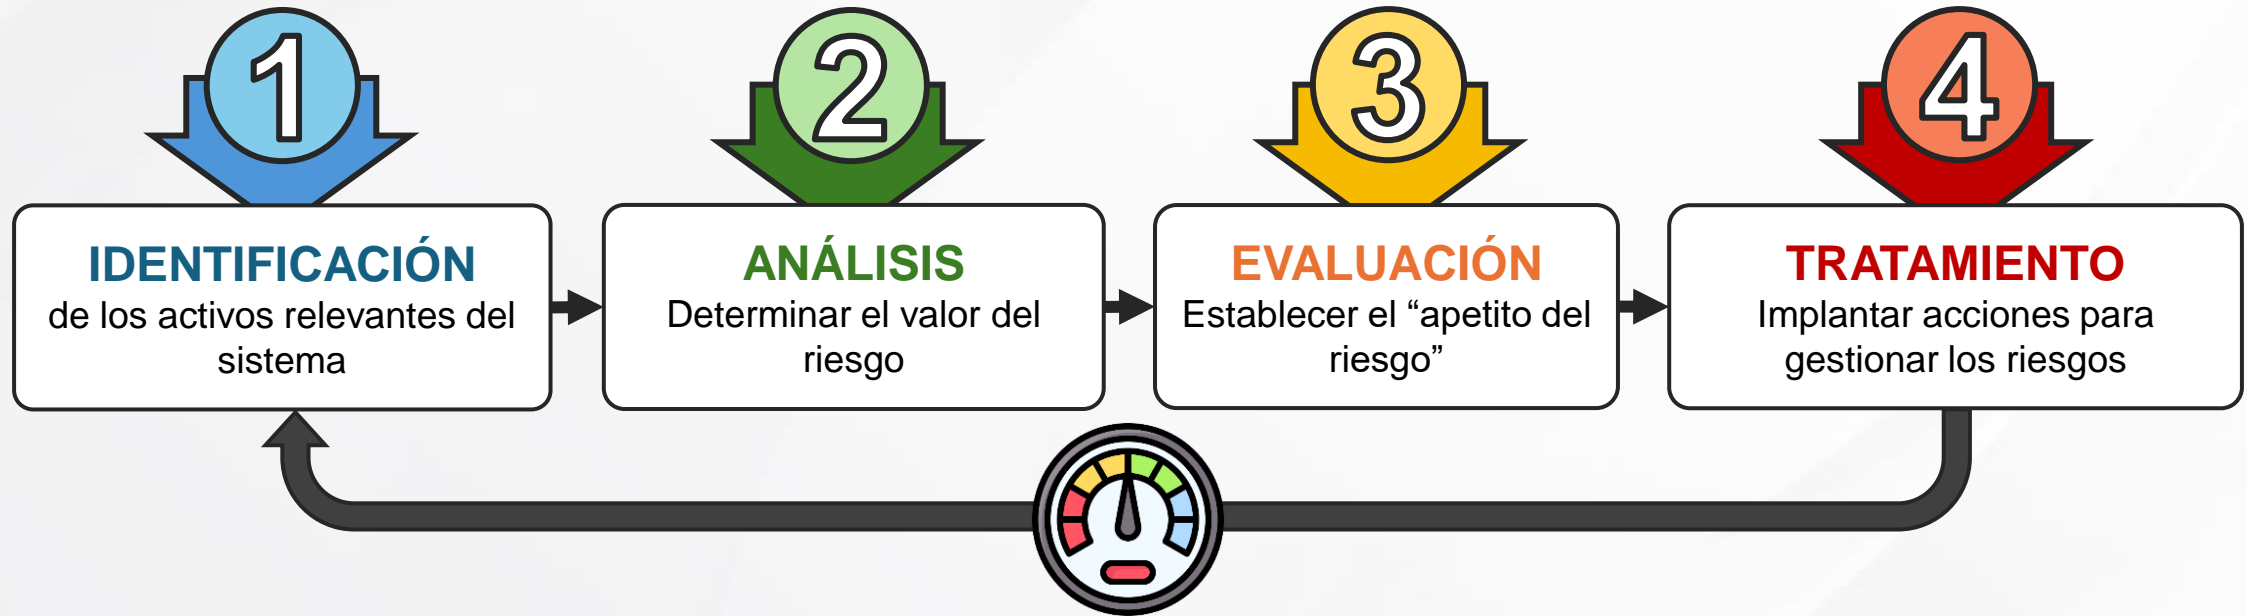 1
IDENTIFICACIÓN
de los activos relevantes del
sistema
2
ANÁLISIS
Determinar el valor del
riesgo
3
EVALUACIÓN
Establecer el “apetito del
riesgo”
4
TRATAMIENTO
Implantar acciones para
gestionar los riesgos